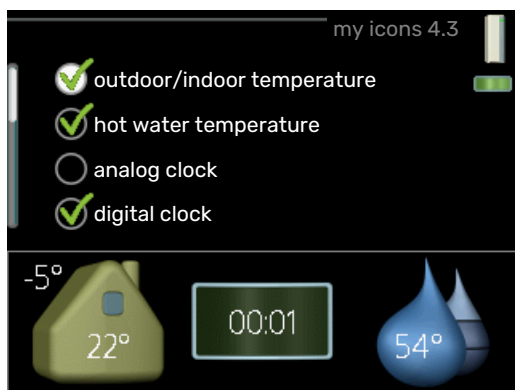 my icons 4.3
outdoor/indoor temperature
hot water temperature
analog clock
digital clock
-5°
22°
00:01
54°